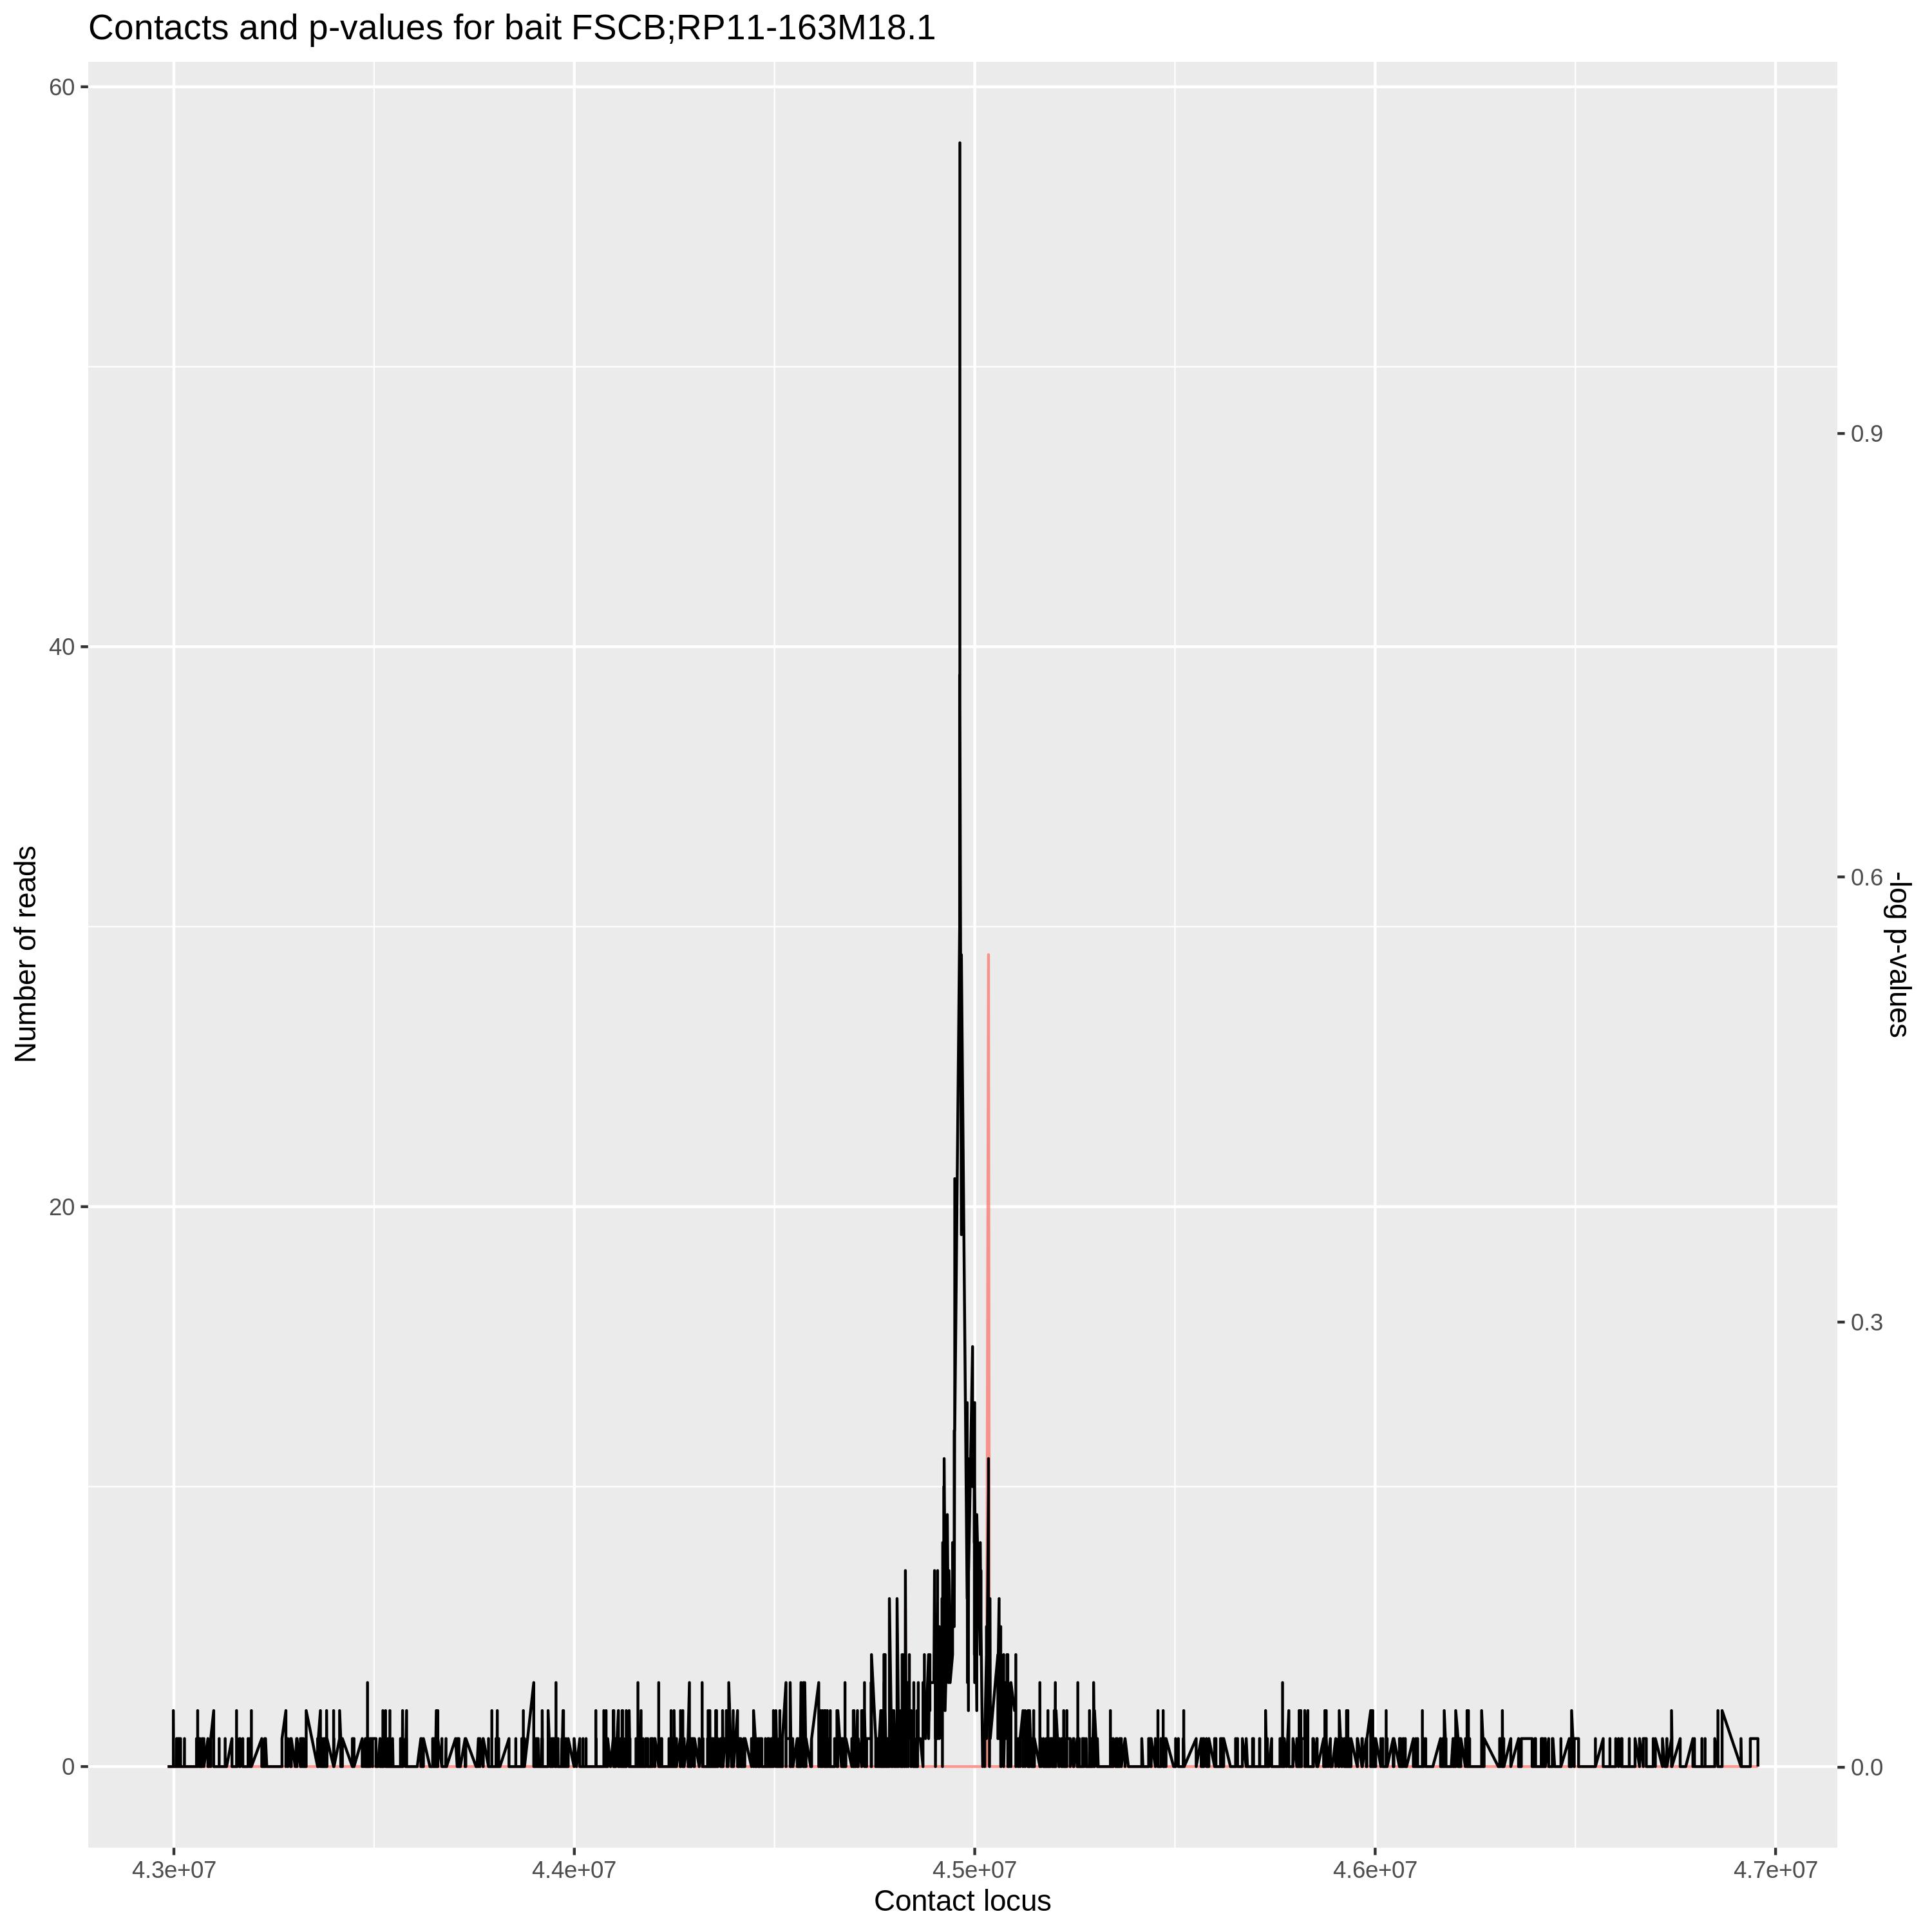 Contacts and p-values for bait FSCB;RP11-163M18.1
60
40
20
0
Number of reads
0.9
0.6
0.3
0.0
-log p-values
4.3e+07
4.4e+07
4.5e+07
4.6e+07
4.7e+07
Contact locus